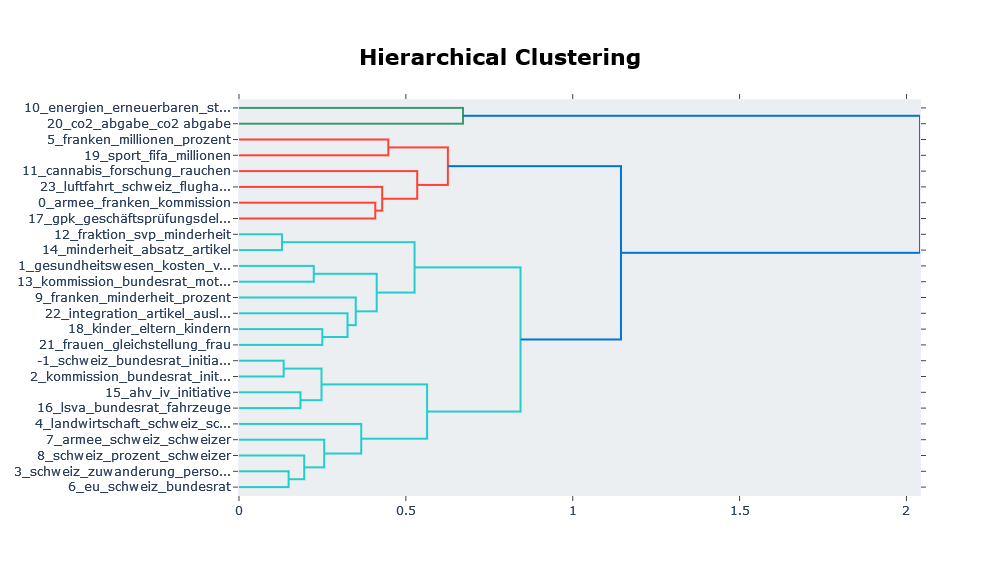 Hierarchical Clustering
10_energien_erneuerbaren_st...
20_co2_abgabe_co2 abgabe
5_franken_millionen_prozent
19_sport_fifa_millionen
11_cannabis_forschung_rauchen
23_luftfahrt_schweiz_flugha...
0_armee_franken_kommission
17_gpk_geschäftsprüfungsdel...
12_fraktion_svp_minderheit
14_minderheit_absatz_artikel
1_gesundheitswesen_kosten_v...
13_kommission_bundesrat_mot...
9_franken_minderheit_prozent
22_integration_artikel_ausl...
18_kinder_eltern_kindern
21_frauen_gleichstellung_frau
-1_schweiz_bundesrat_initia...
2_kommission_bundesrat_init...
15_ahv_iv_initiative
16_lsva_bundesrat_fahrzeuge
4_landwirtschaft_schweiz_sc...
7_armee_schweiz_schweizer
8_schweiz_prozent_schweizer
3_schweiz_zuwanderung_perso...
6_eu_schweiz_bundesrat
0 0.5 1 1.5 2